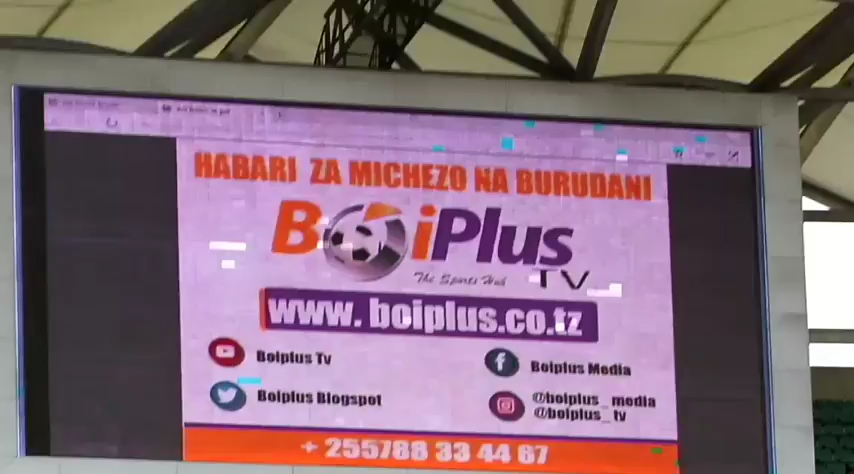 HABARI ZA MICHEZO NA BURUDANI
BoiPlus
The Sports Hub TV
www.boiplus.co.tz
Boiplus Tv
Boiplus Media
Boiplus Blogspot
@boiplus_media
@boiplus_tv
+ 255788 33 44 67